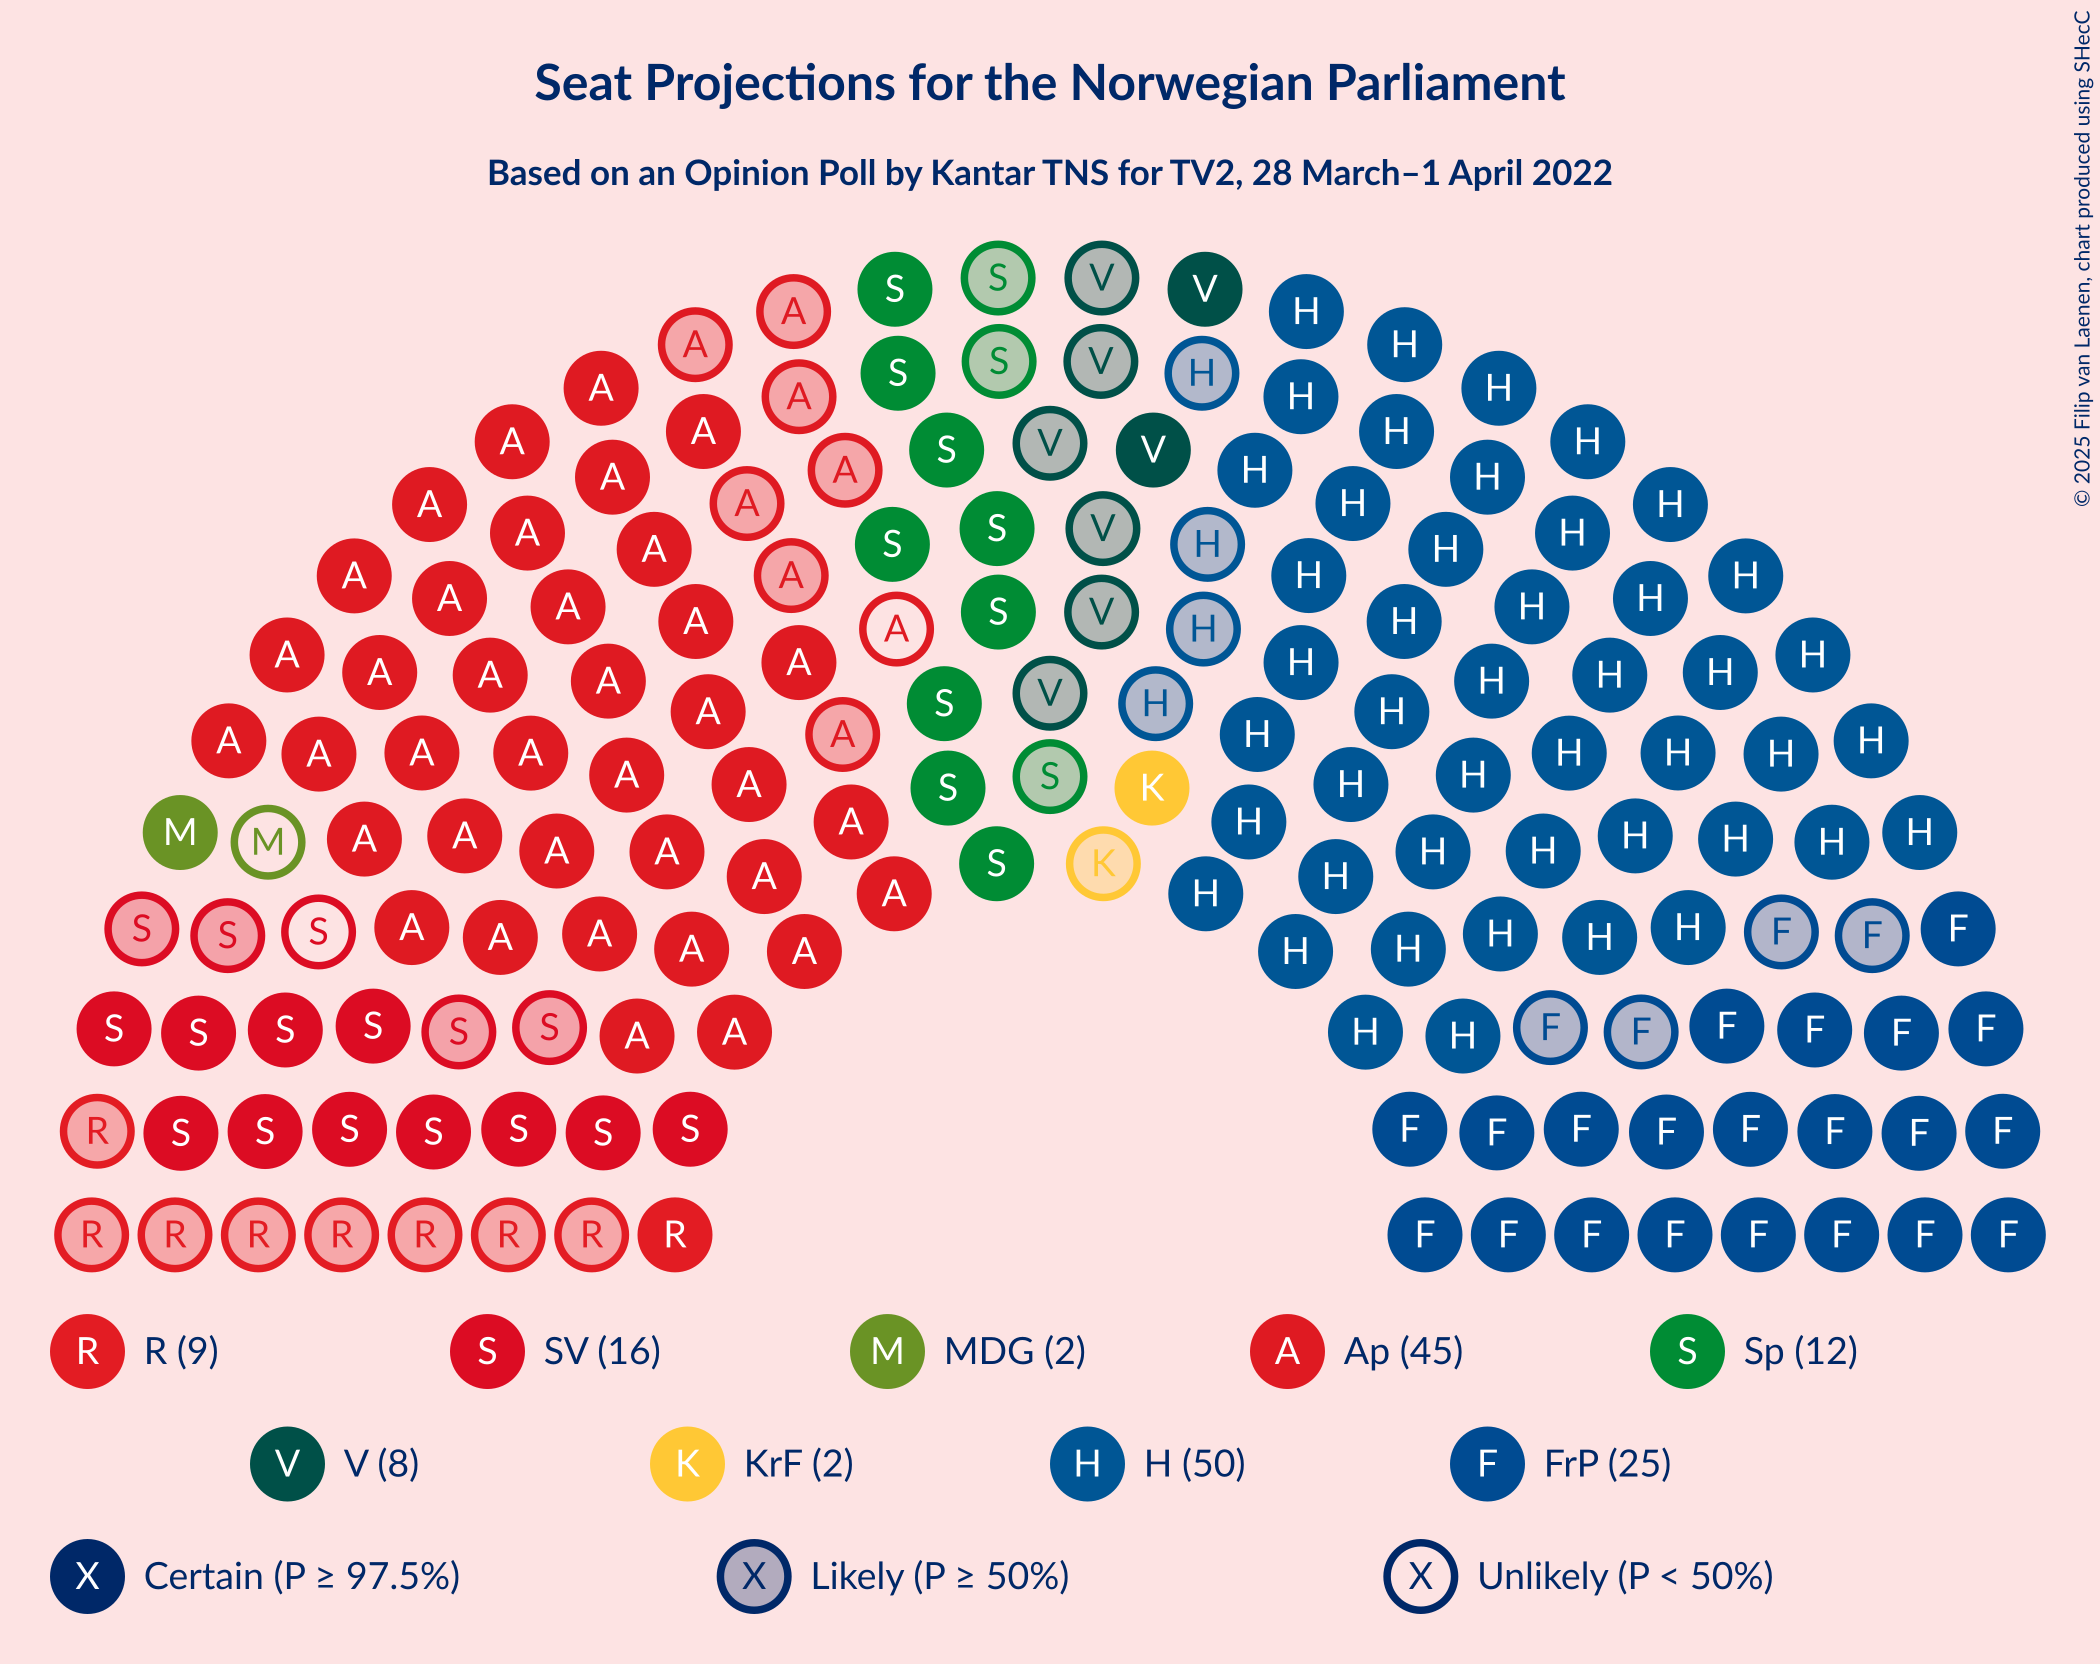 Seat Projections for the Norwegian Parliament
Based on an Opinion Poll by Kantar TNS for TV2, 28 March–1 April 2022
© 2025 Filip van Laenen, chart produced using SHecC
S S V V
A A H H
A S S V H H H
A A A S V V H H H H
A A A A S S V H H H H H
A A A A A A S V H H H H H H
A A A A A A S V H K H H H H H H
A A A A A A A S S K H H H H H H H
M M A A A A A A H H H H H H H H
S S S A A A A A H H H H H F F F
S S S S S S A A H H F F F F F F
R S S S S S S S F F F F F F F F
R R R R R R R R F F F F F F F F
R R (9) S SV (16) M MDG (2) A Ap (45) S Sp (12)
V V (8) K KrF (2) H H (50) F FrP (25)
X Certain (P ≥ 97.5%) X Likely (P ≥ 50%) X Unlikely (P < 50%)